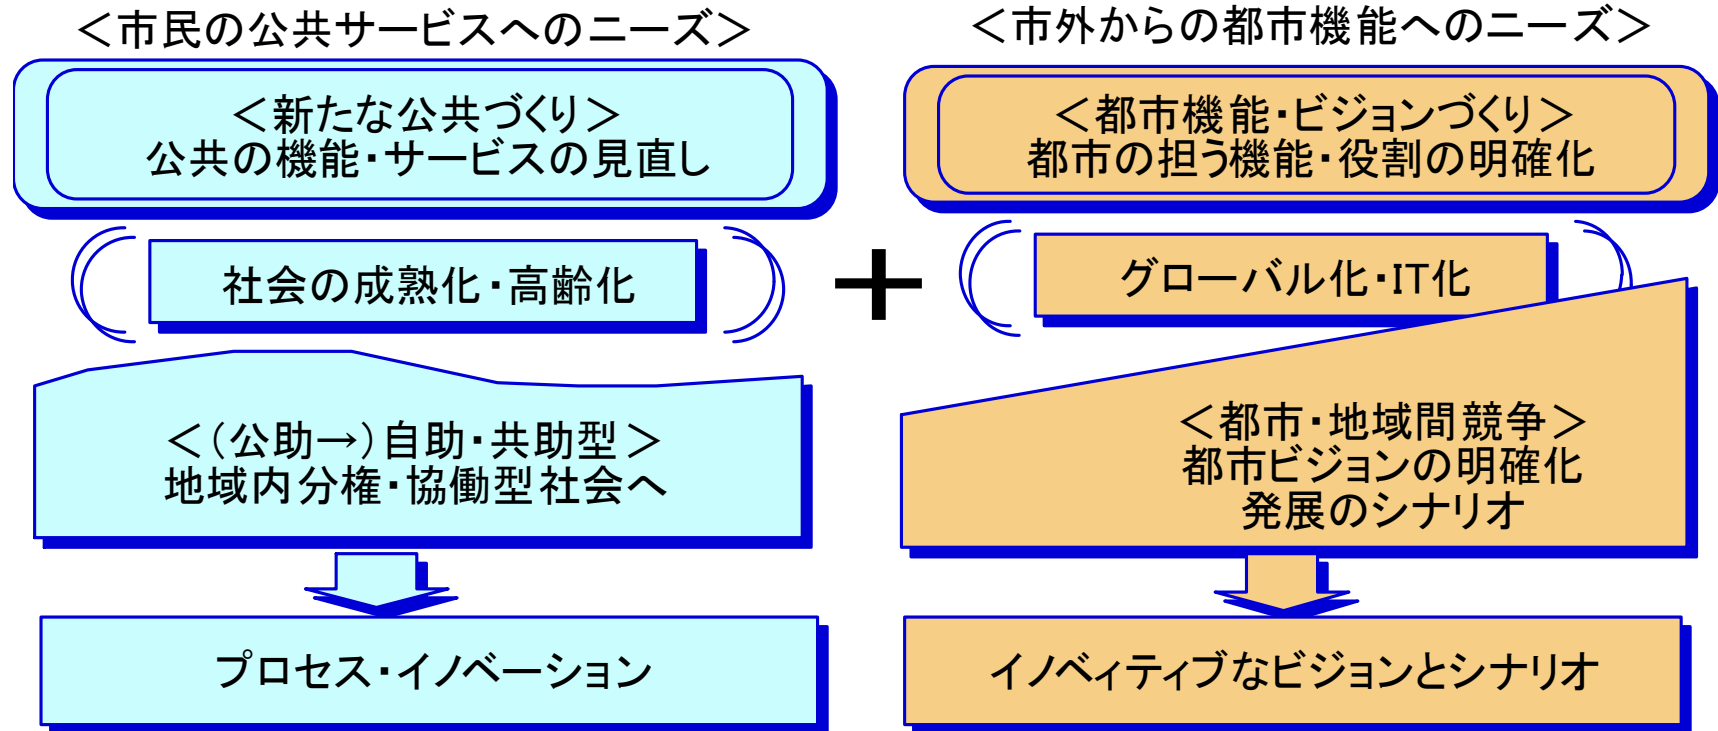 ＜市民の公共サービスへのニーズ＞
＜新たな公共づくり＞
公共の機能・サービスの見直し
社会の成熟化・高齢化
＜（公助→）自助・共助型＞
地域内分権・協働型社会へ
プロセス・イノベーション
＋
＜市外からの都市機能へのニーズ＞
＜都市機能・ビジョンづくり＞
都市の担う機能・役割の明確化
グローバル化・IT化
＜都市・地域間競争＞
都市ビジョンの明確化
発展のシナリオ
イノベィティブなビジョンとシナリオ